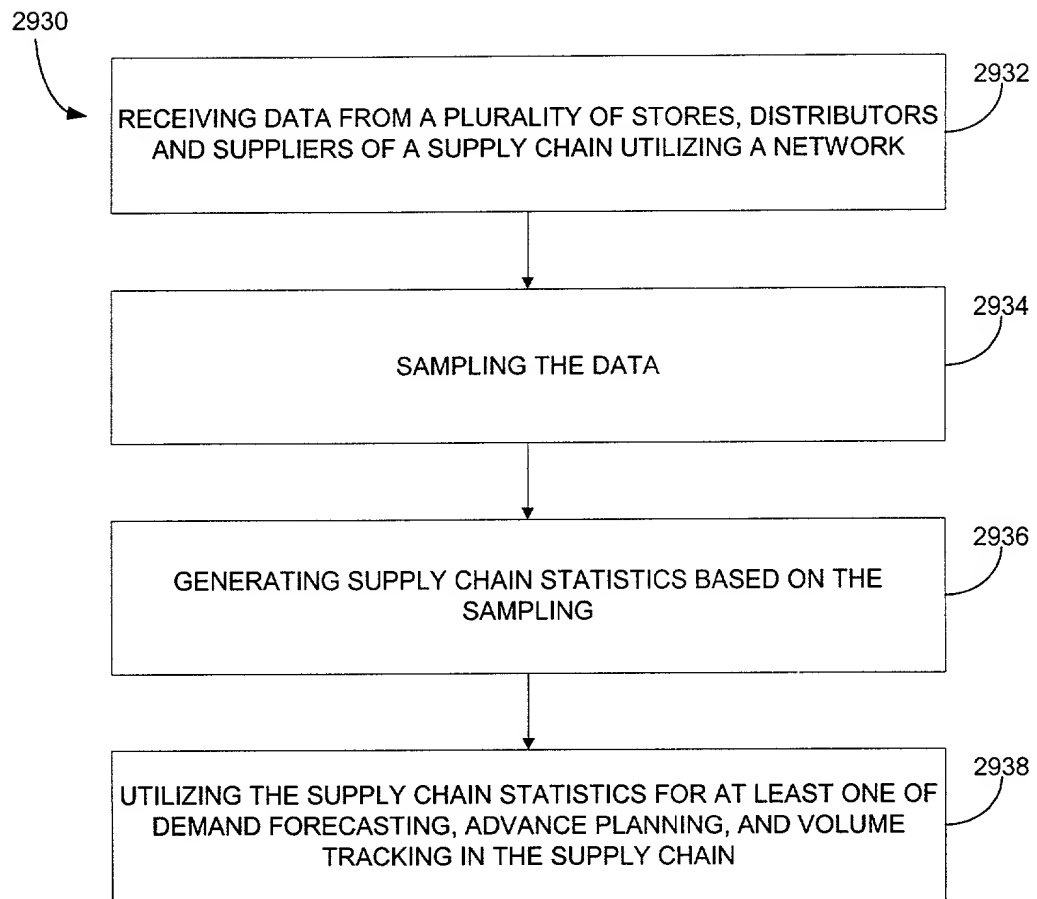 2930
2932
RECEIVING DATA FROM A PLURALITY OF STORES, DISTRIBUTORS
AND SUPPLIERS OF A SUPPLY CHAIN UTILIZING A NETWORK
2934
SAMPLING THE DATA
2936
GENERATING SUPPLY CHAIN STATISTICS BASED ON THE
SAMPLING
2938
UTILIZING THE SUPPLY CHAIN STATISTICS FOR AT LEAST ONE OF
DEMAND FORECASTING, ADVANCE PLANNING, AND VOLUME
TRACKING IN THE SUPPLY CHAIN